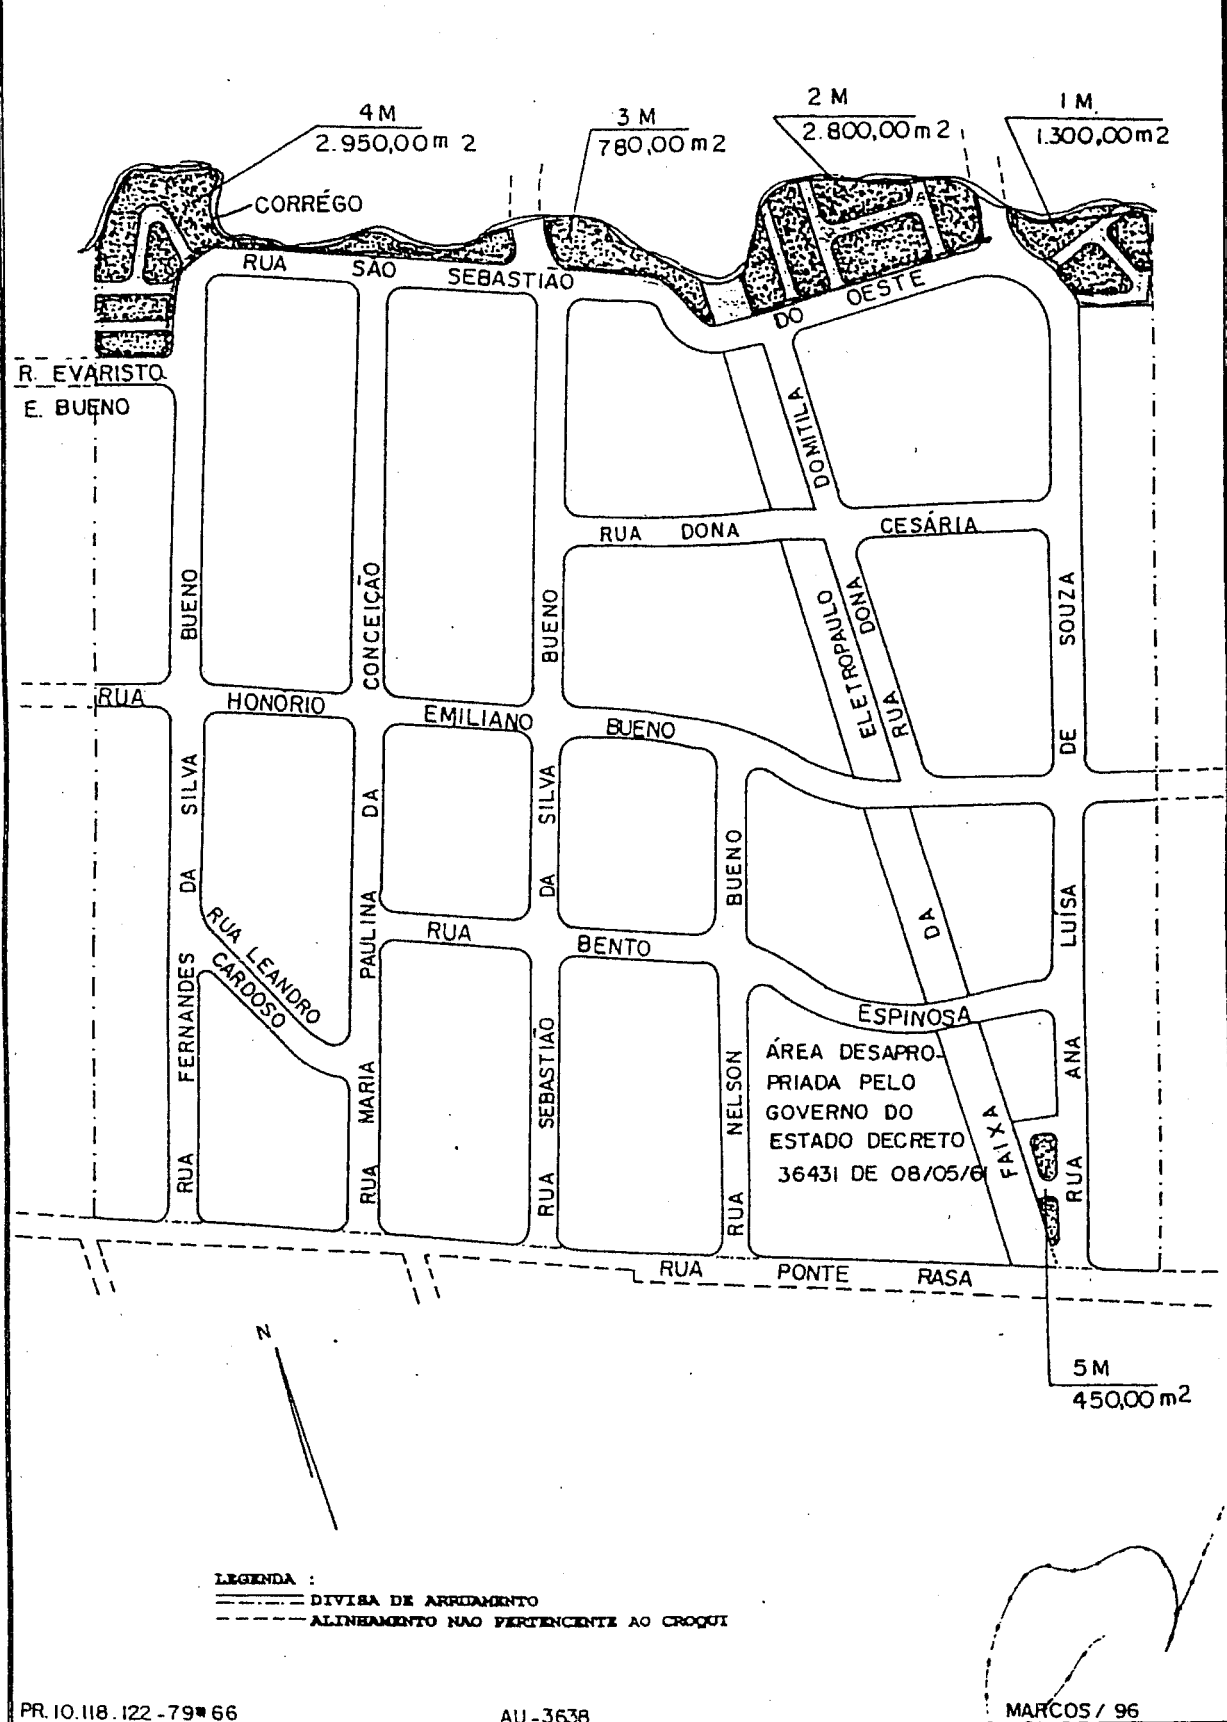 4 M
2.950,00 m 2
3 M
780,00 m2
2 M
2.800,00 m2
1 M.
1.300,00 m2
CORRÉGO
RUA SÃO SEBASTIÃO DO OESTE
R. EVARISTO
E. BUENO
DOMITILA
RUA DONA CESÁRIA
BUENO
CONCEIÇÃO
BUENO
ELETROPAULO
DONA
RUA
SOUZA
DE
RUA HONÓRIO EMILIANO BUENO
SILVA
DA
DA
SILVA
DA
BUENO
LUÍSA
DA
RUA LEANDRO
CARDOSO
PAULINA
RUA BENTO
ESPINOSA
FERNANDES
MARIA
SEBASTIÃO
NELSON
ANA
ÁREA DESAPRO-
PRIADA PELO
GOVERNO DO
ESTADO DECRETO
36431 DE 08/05/61
FAIXA
RUA
RUA
RUA
RUA
RUA
RUA PONTE RASA
N
5 M
450,00 m2
LEGENDA :
DIVISA DE ARRUAMENTO
ALINHAMENTO NAO PERTENCENTE AO CROQUI
PR. 10.118.122-79*66
AU-3638
MARCOS / 96